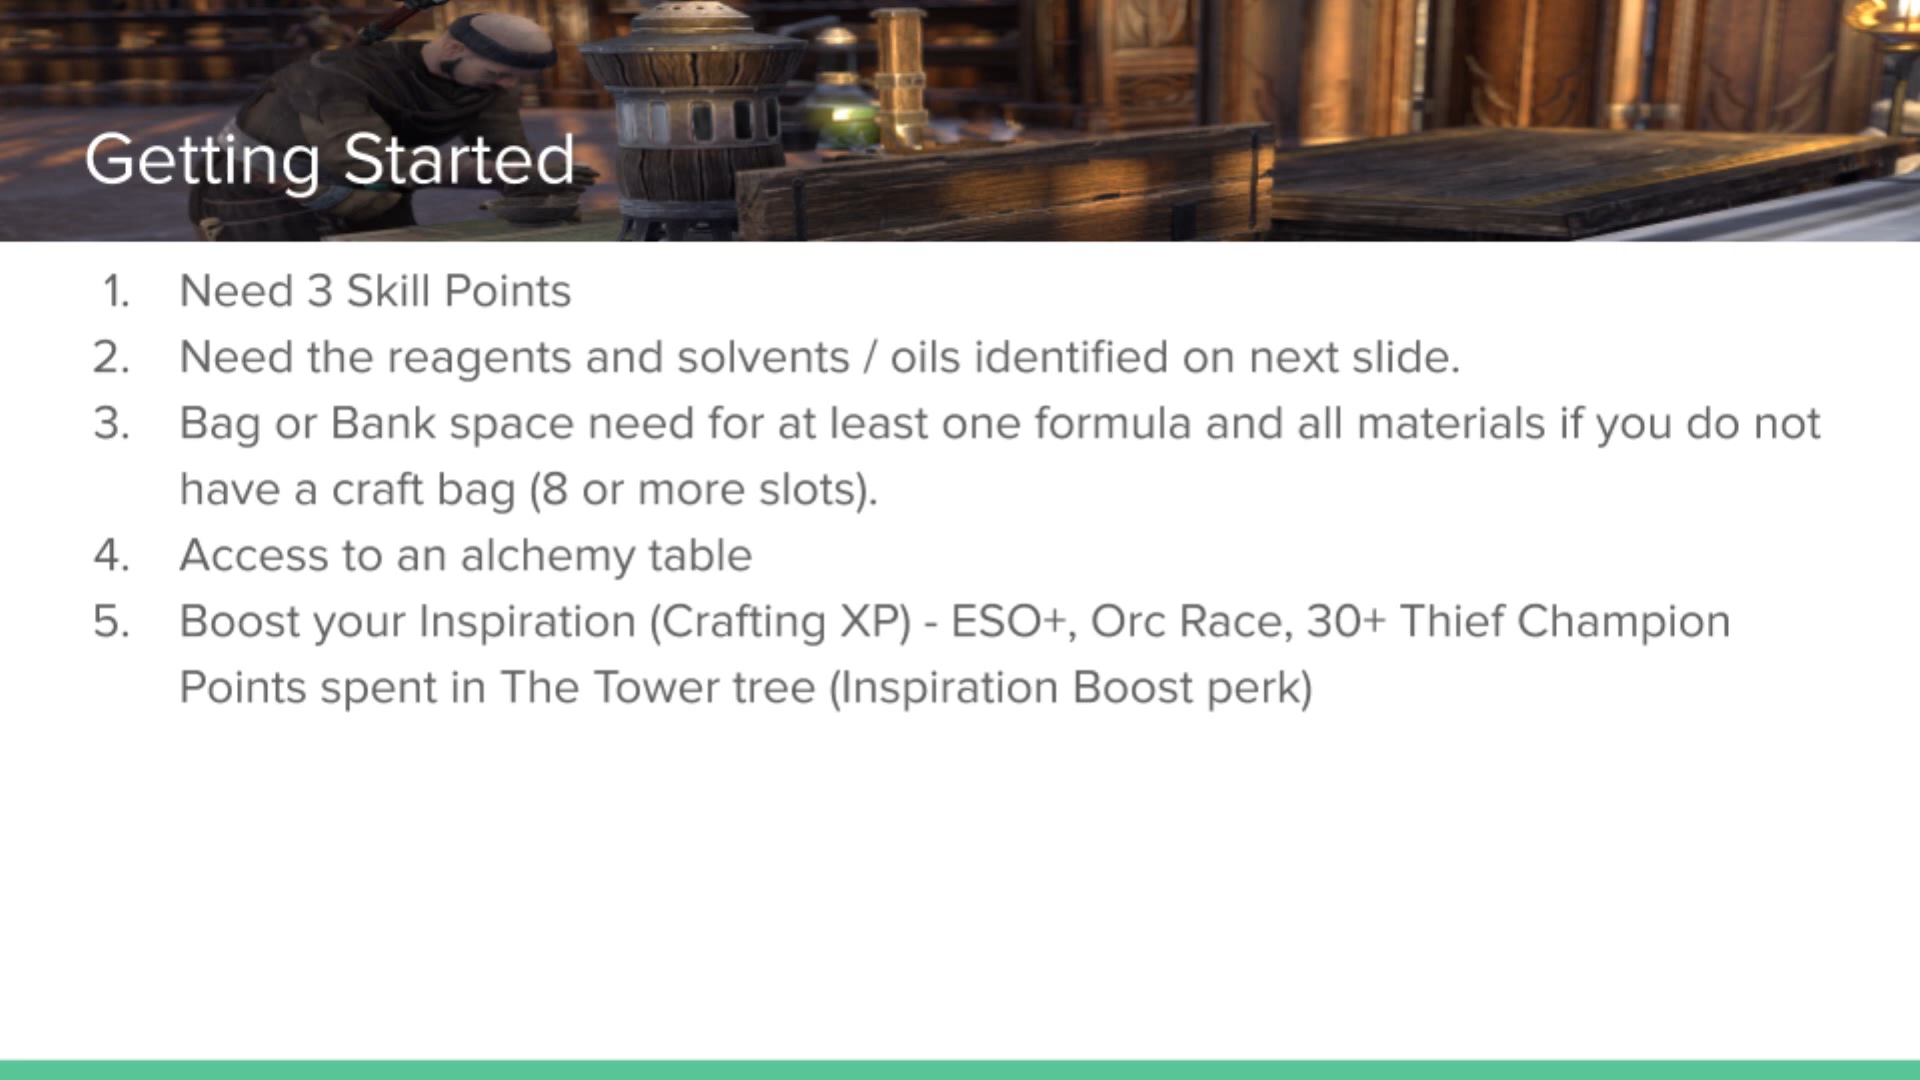 Getting Started
1. Need 3 Skill Points
2. Need the reagents and solvents / oils identified on next slide.
3. Bag or Bank space need for at least one formula and all materials if you do not
have a craft bag (8 or more slots).
4. Access to an alchemy table
5. Boost your Inspiration (Crafting XP) - ESO+, Orc Race, 30+ Thief Champion
Points spent in The Tower tree (Inspiration Boost perk)